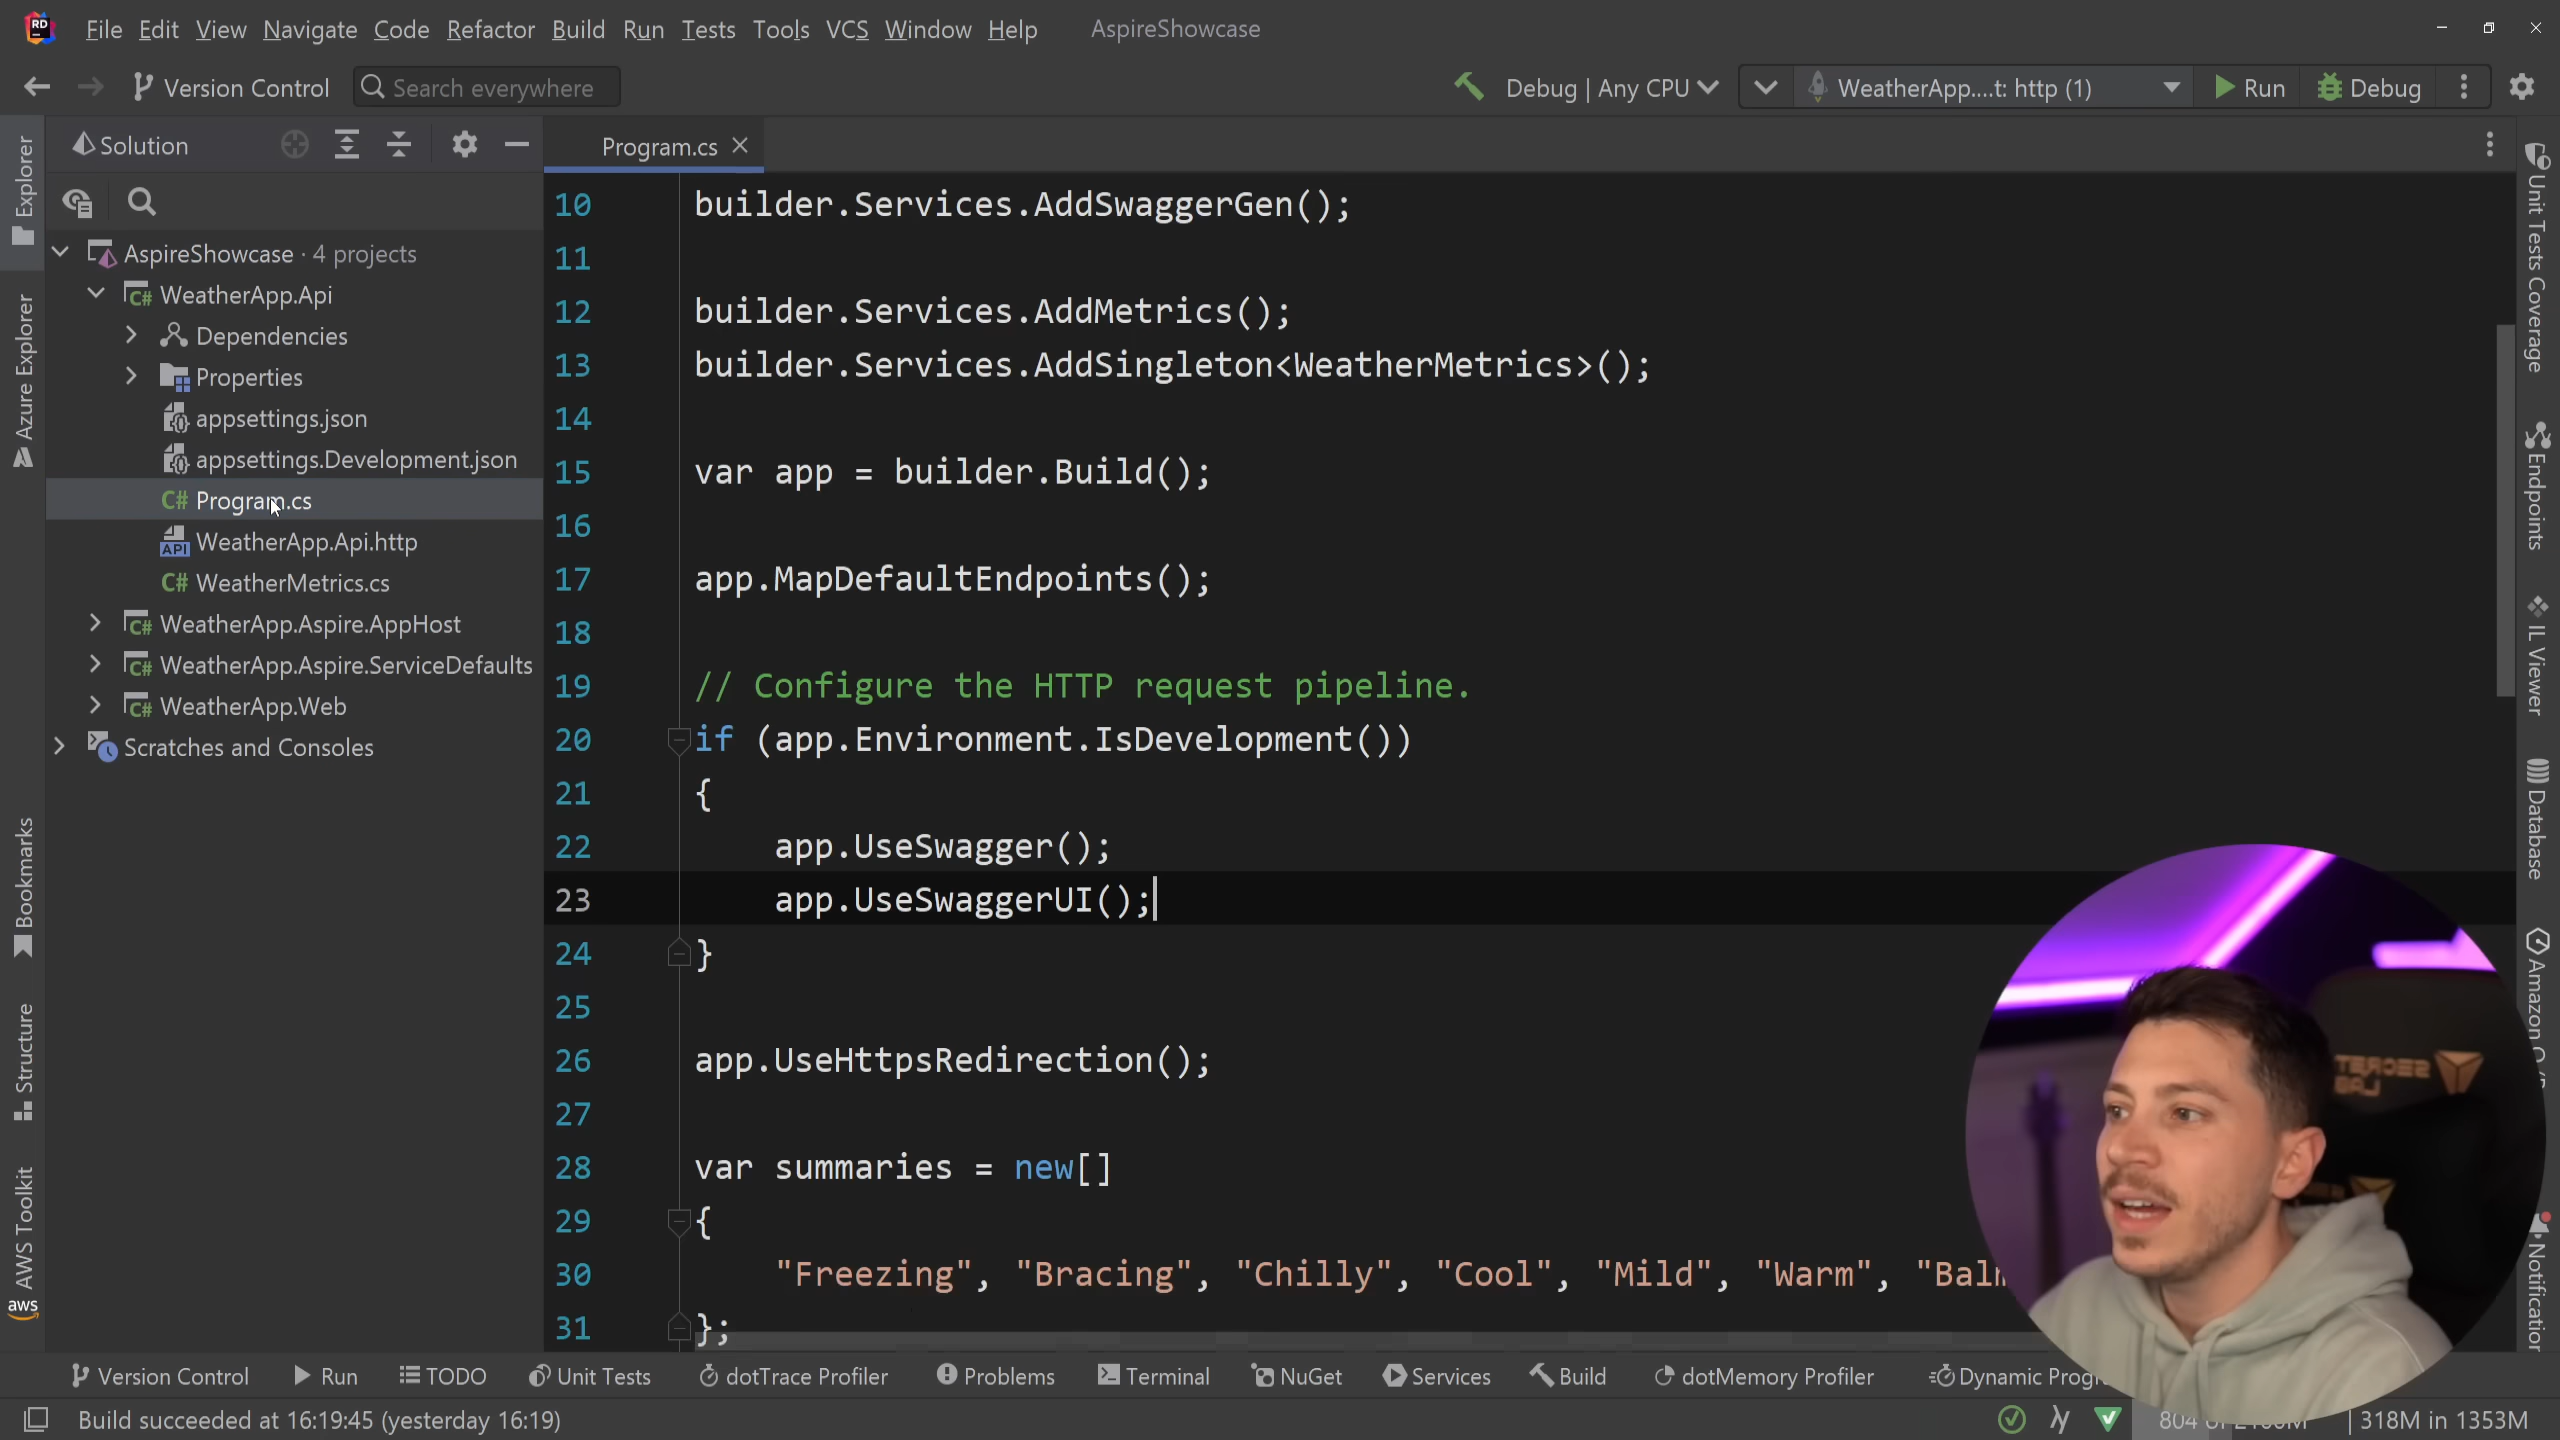 RD File Edit View Navigate Code Refactor Build Run Tests Tools VCS Window Help AspireShowcase
Version Control Search everywhere Debug | Any CPU WeatherApp....t: http (1) Run Debug
Solution
Program.cs
Explorer
Azure Explorer
Bookmarks
Structure
AWS Toolkit
aws
AspireShowcase · 4 projects
C# WeatherApp.Api
Dependencies
Properties
appsettings.json
appsettings.Development.json
C# Program.cs
API WeatherApp.Api.http
C# WeatherMetrics.cs
C# WeatherApp.Aspire.AppHost
C# WeatherApp.Aspire.ServiceDefaults
C# WeatherApp.Web
Scratches and Consoles
10 builder.Services.AddSwaggerGen();
11
12 builder.Services.AddMetrics();
13 builder.Services.AddSingleton<WeatherMetrics>();
14
15 var app = builder.Build();
16
17 app.MapDefaultEndpoints();
18
19 // Configure the HTTP request pipeline.
20 if (app.Environment.IsDevelopment())
21 {
22 app.UseSwagger();
23 app.UseSwaggerUI();
24 }
25
26 app.UseHttpsRedirection();
27
28 var summaries = new[]
29 {
30 "Freezing", "Bracing", "Chilly", "Cool", "Mild", "Warm",
31 };
Unit Tests Coverage
Endpoints
IL Viewer
Database
Amazon
Notification
SECRET
LAB
Version Control Run TODO Unit Tests dotTrace Profiler Problems Terminal NuGet Services Build dotMemory Profiler Dynamic
Build succeeded at 16:19:45 (yesterday 16:19) 318M in 1353M